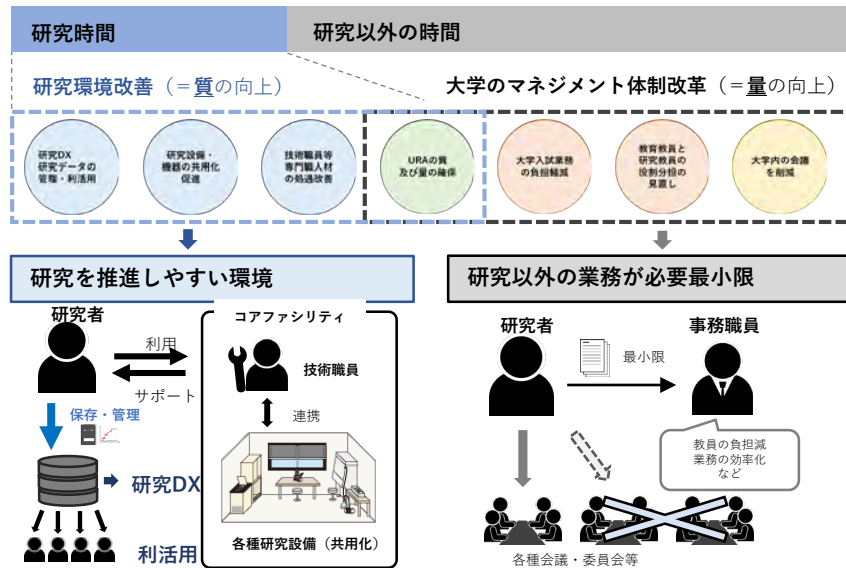 研究時間
研究以外の時間
研究環境改善（＝質の向上）
大学のマネジメント体制改革（＝量の向上）
研究DX
研究データの
管理・利活用
研究設備・
機器の共用化
促進
技術職員等
専門職人材
の処遇改善
URAの質
及び量の確保
大学入試業務
の負担軽減
教育教員と
研究教員の
役割分担の
見直し
大学内の会議
を削減
研究を推進しやすい環境
研究者
利用
サポート
保存・管理
研究DX
利活用
コアファシリティ
技術職員
連携
各種研究設備（共用化）
研究以外の業務が必要最小限
研究者
事務職員
最小限
教員の負担減
業務の効率化
など
各種会議・委員会等